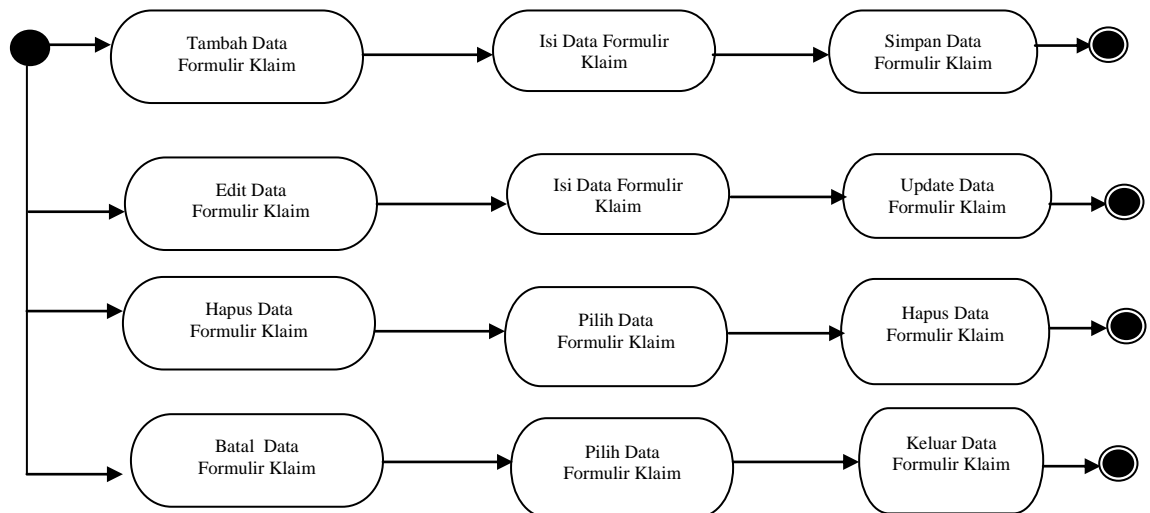 Tambah Data
Formulir Klaim
Isi Data Formulir
Klaim
Simpan Data
Formulir Klaim
Edit Data
Formulir Klaim
Isi Data Formulir
Klaim
Update Data
Formulir Klaim
Hapus Data
Formulir Klaim
Pilih Data
Formulir Klaim
Hapus Data
Formulir Klaim
Batal Data
Formulir Klaim
Pilih Data
Formulir Klaim
Keluar Data
Formulir Klaim